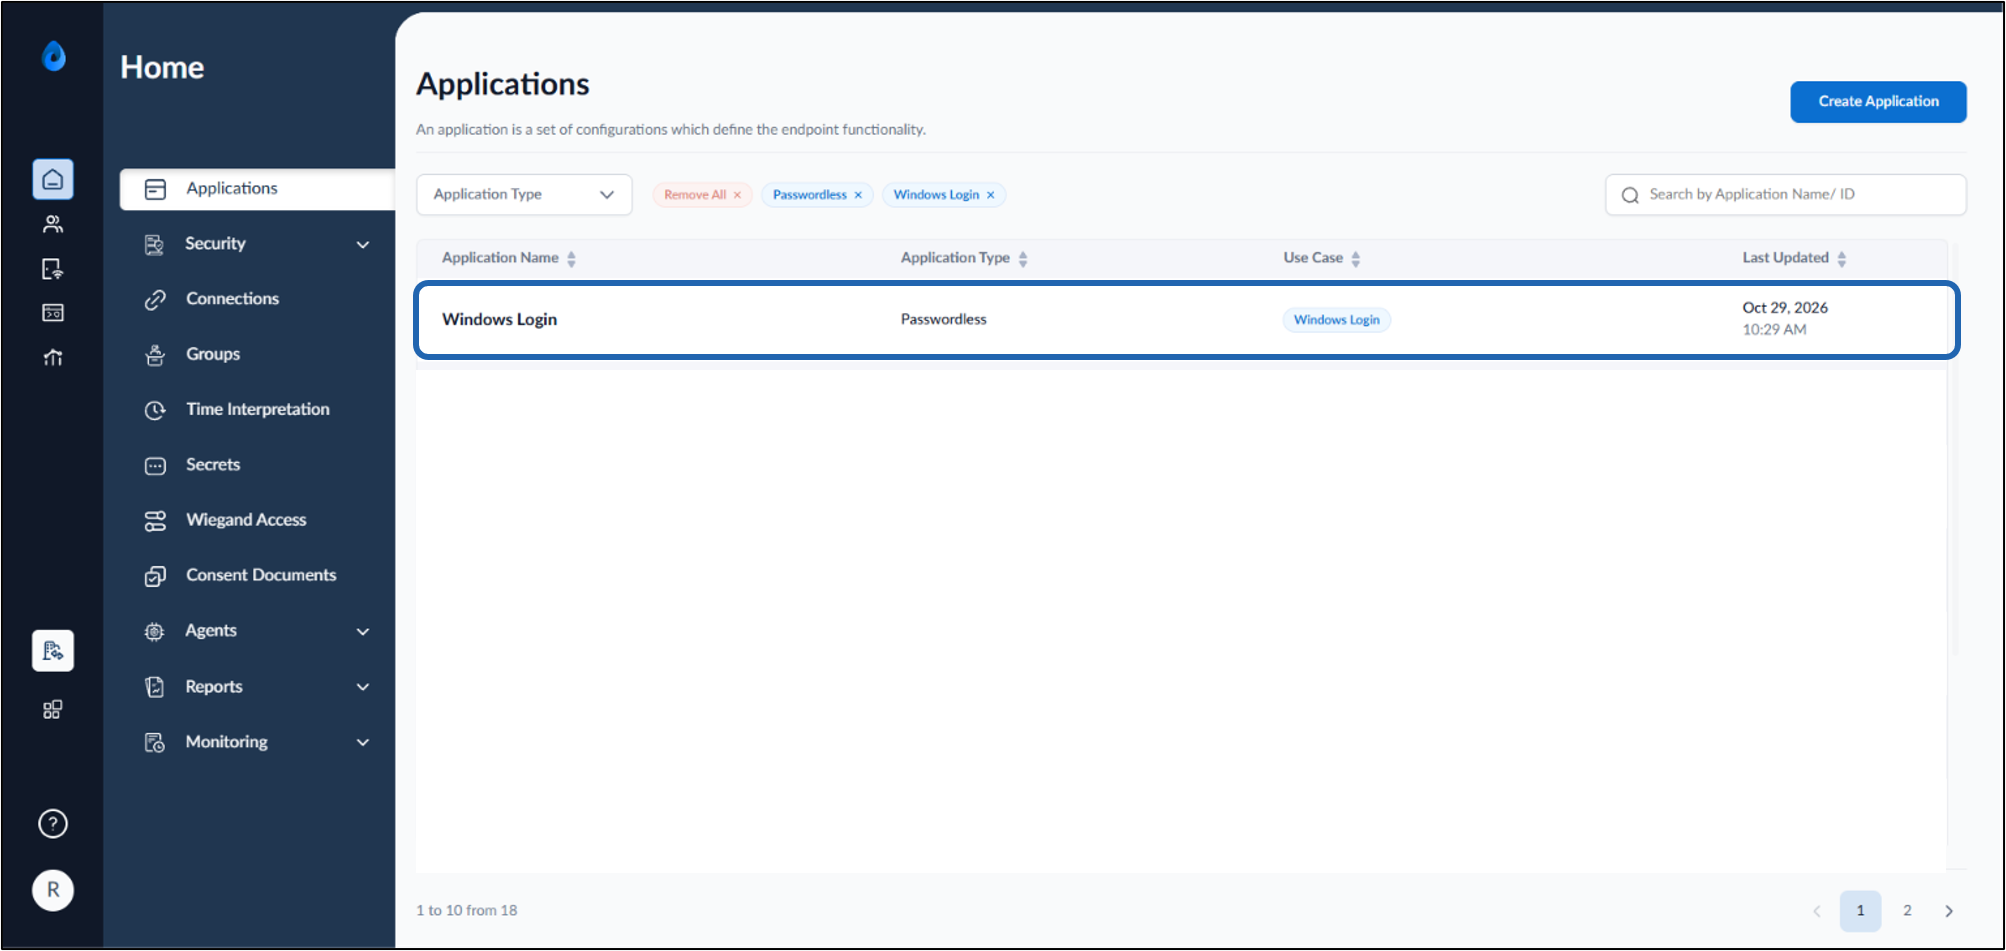 Home
Applications
Security
Connections
Groups
Time Interpretation
Secrets
Wiegand Access
Consent Documents
Agents
Reports
Monitoring
?
R
Applications
An application is a set of configurations which define the endpoint functionality.
Create Application
Application Type
Remove All ×
Passwordless ×
Windows Login ×
Search by Application Name/ ID
Application Name
Application Type
Use Case
Last Updated
Windows Login
Passwordless
Windows Login
Oct 29, 2026
10:29 AM
1 to 10 from 18
1
2